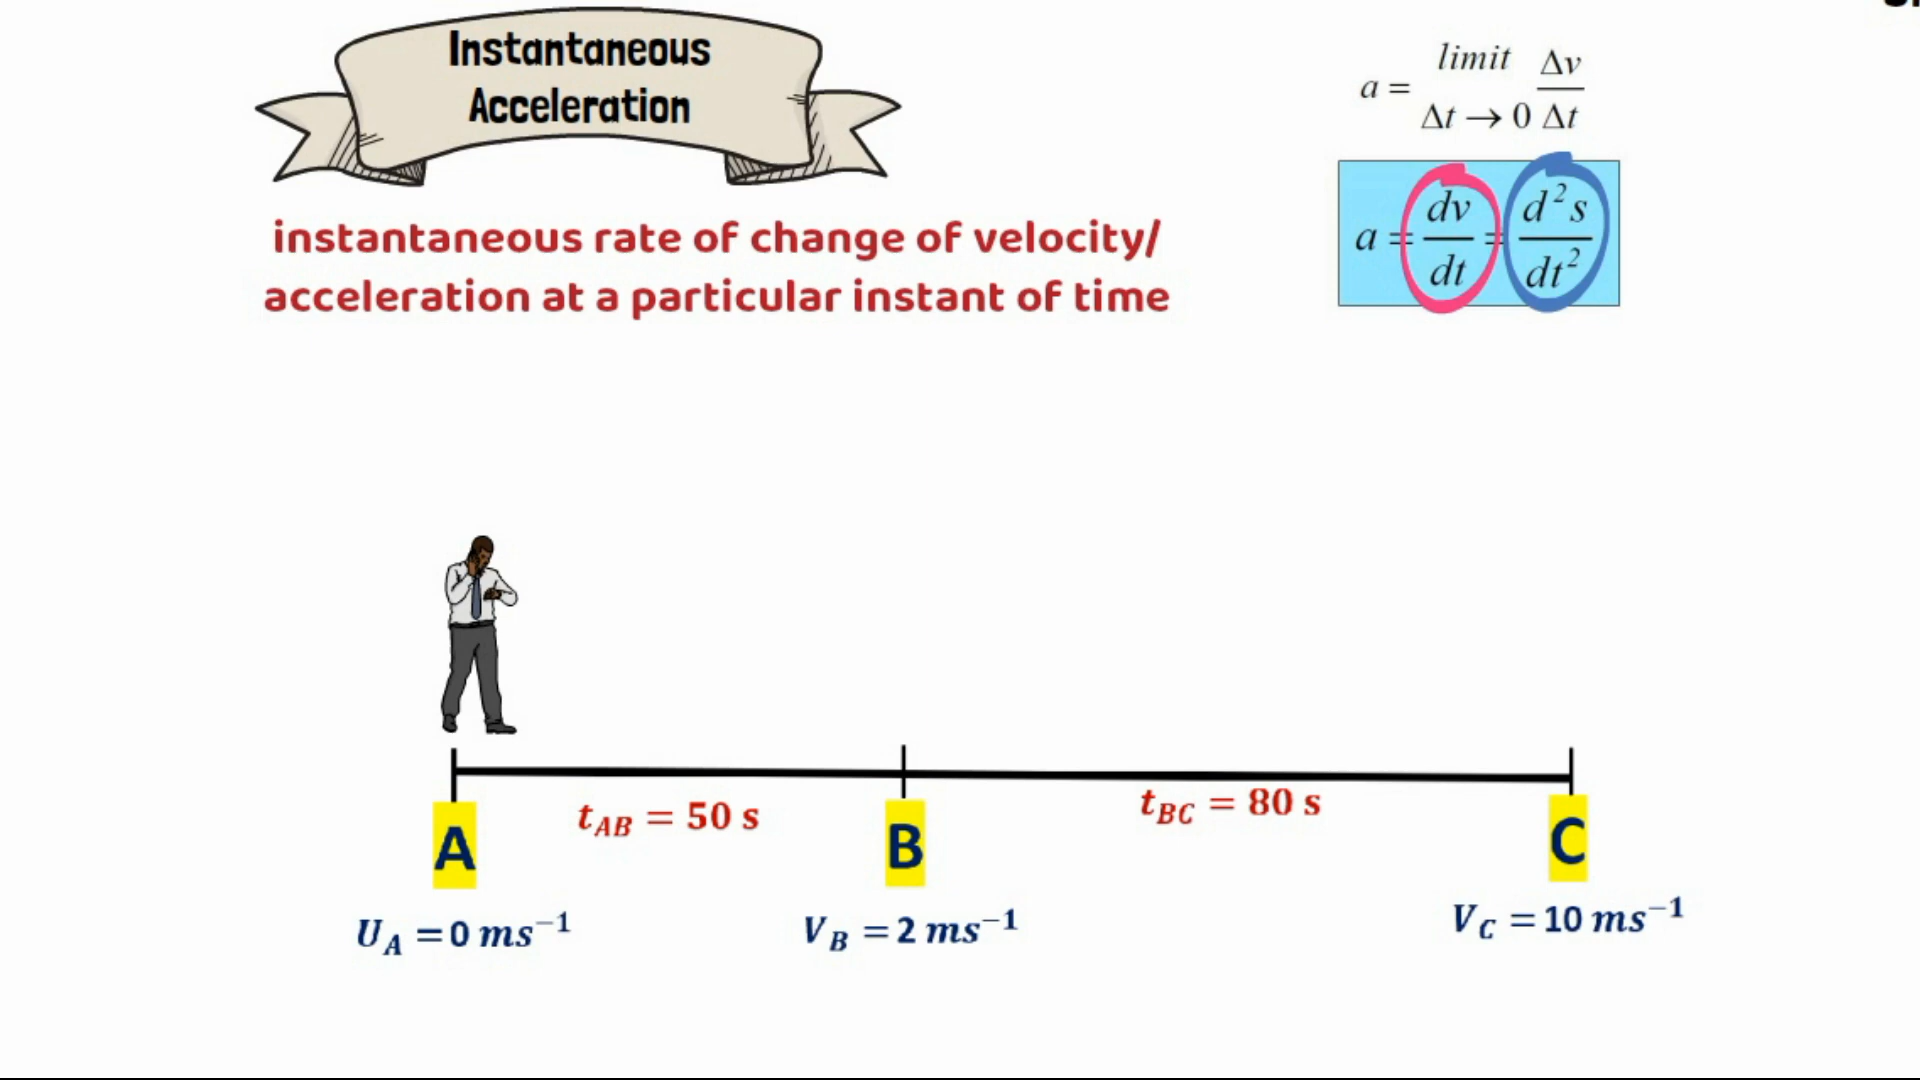 Instantaneous
Acceleration
instantaneous rate of change of velocity/
acceleration at a particular instant of time
a = limit Δt → 0 Δv/Δt
a = dv/dt = d²s/dt²
t_AB = 50 s
t_BC = 80 s
A
B
C
U_A = 0 ms⁻¹
V_B = 2 ms⁻¹
V_C = 10 ms⁻¹